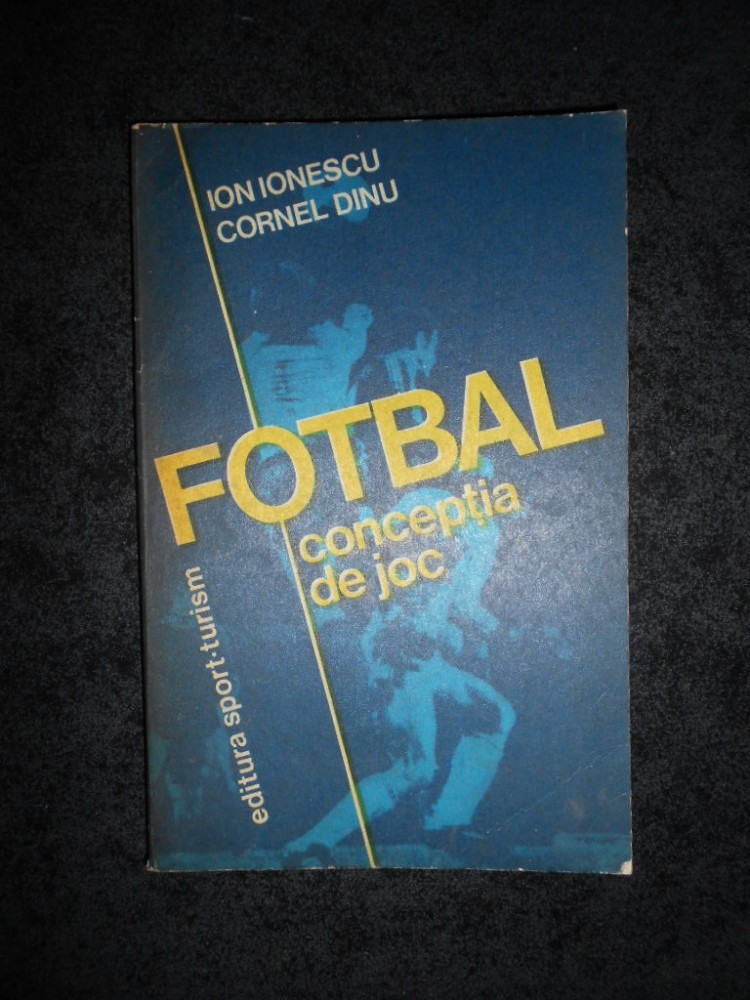 ION IONESCU
CORNEL DINU
FOTBAL
concepția
de joc
editura sport·turism